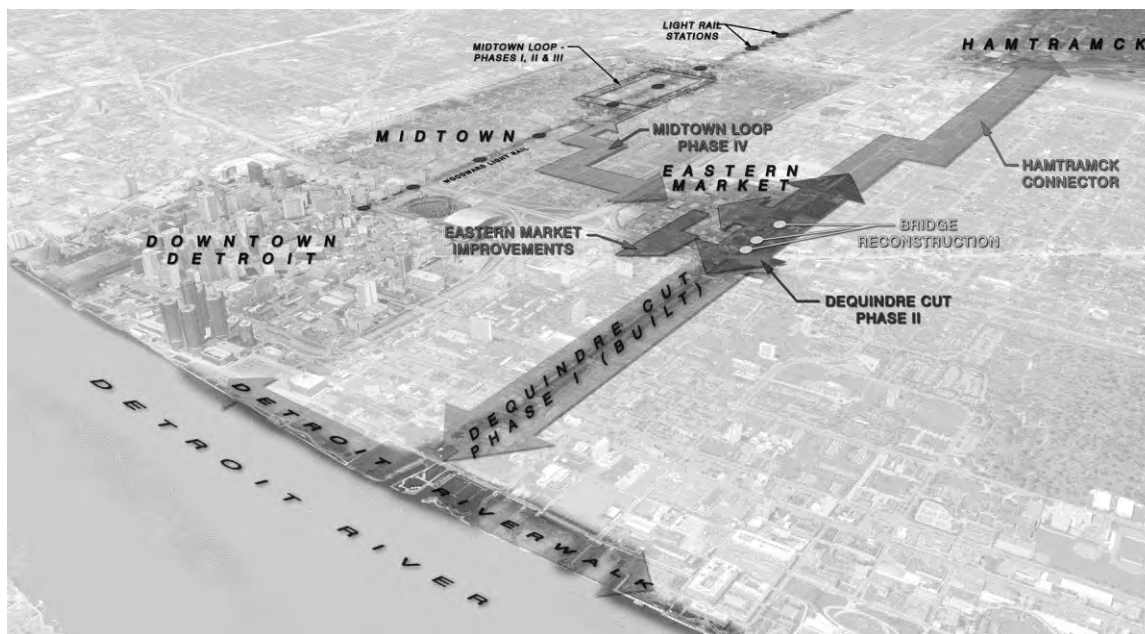 LIGHT RAIL
STATIONS
HAMTRAMCK
MIDTOWN LOOP -
PHASES I, II & III
MIDTOWN
WOODWARD LIGHT RAIL
MIDTOWN LOOP
PHASE IV
EASTERN
MARKET
HAMTRAMCK
CONNECTOR
DOWNTOWN
DETROIT
EASTERN MARKET
IMPROVEMENTS
BRIDGE
RECONSTRUCTION
DEQUINDRE CUT
PHASE II
DEQUINDRE CUT
PHASE I (BUILT)
DETROIT RIVERWALK
DETROIT RIVER